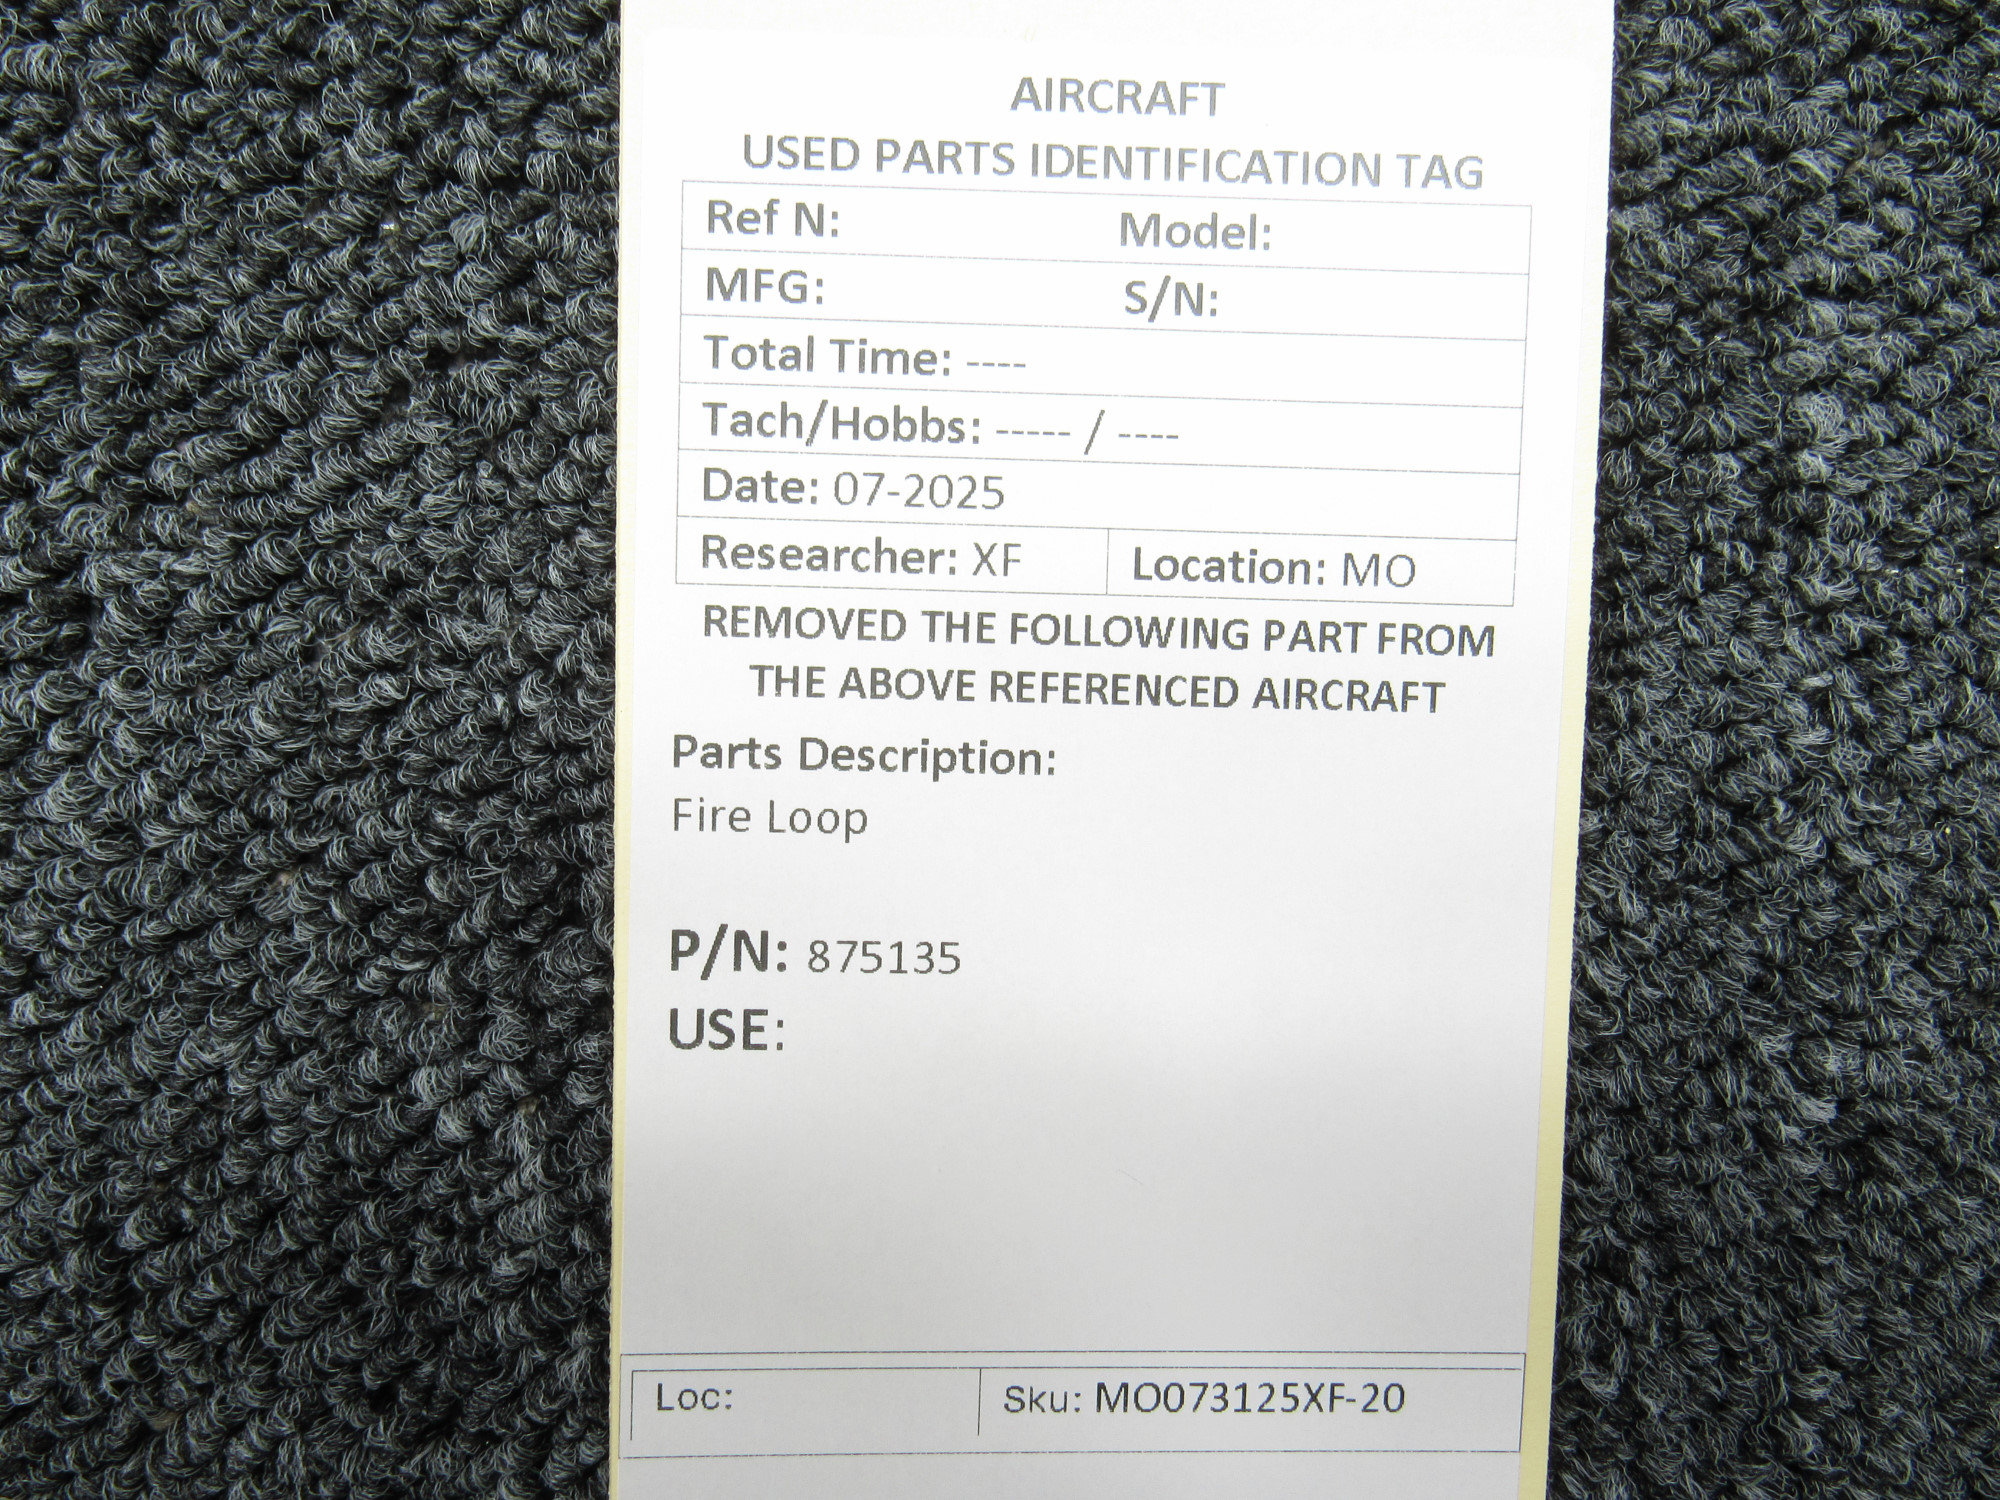 AIRCRAFT
USED PARTS IDENTIFICATION TAG
Ref N: Model:
MFG: S/N:
Total Time: ----
Tach/Hobbs: ----- / ----
Date: 07-2025
Researcher: XF Location: MO
REMOVED THE FOLLOWING PART FROM
THE ABOVE REFERENCED AIRCRAFT
Parts Description:
Fire Loop
P/N: 875135
USE:
Loc: Sku: MO073125XF-20